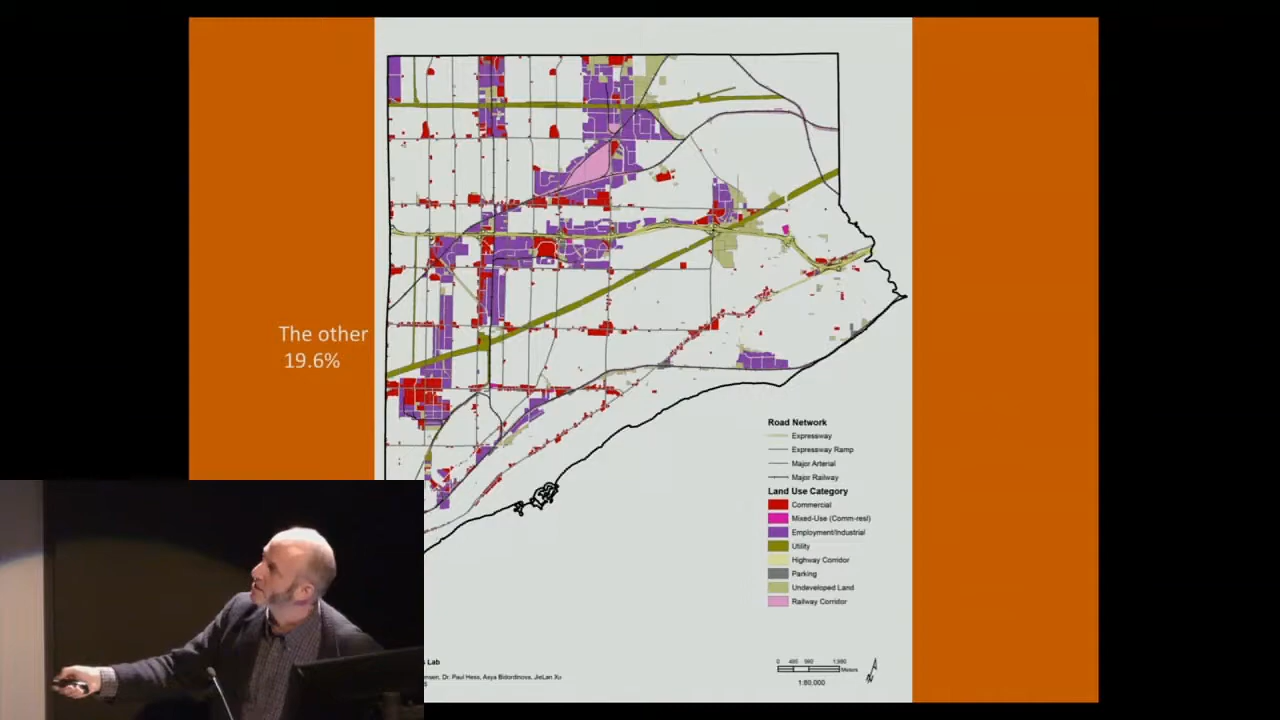 The other
19.6%
Road Network
Expressway
Expressway Ramp
Major Arterial
Major Railway
Land Use Category
Commercial
Mixed-Use (Comm-resi)
Employment/Industrial
Utility
Highway Corridor
Parking
Undeveloped Land
Railway Corridor
Lab
Dr. Paul Hess, Asya Bidordinova, JieLan Xu
Meters
1:80,000